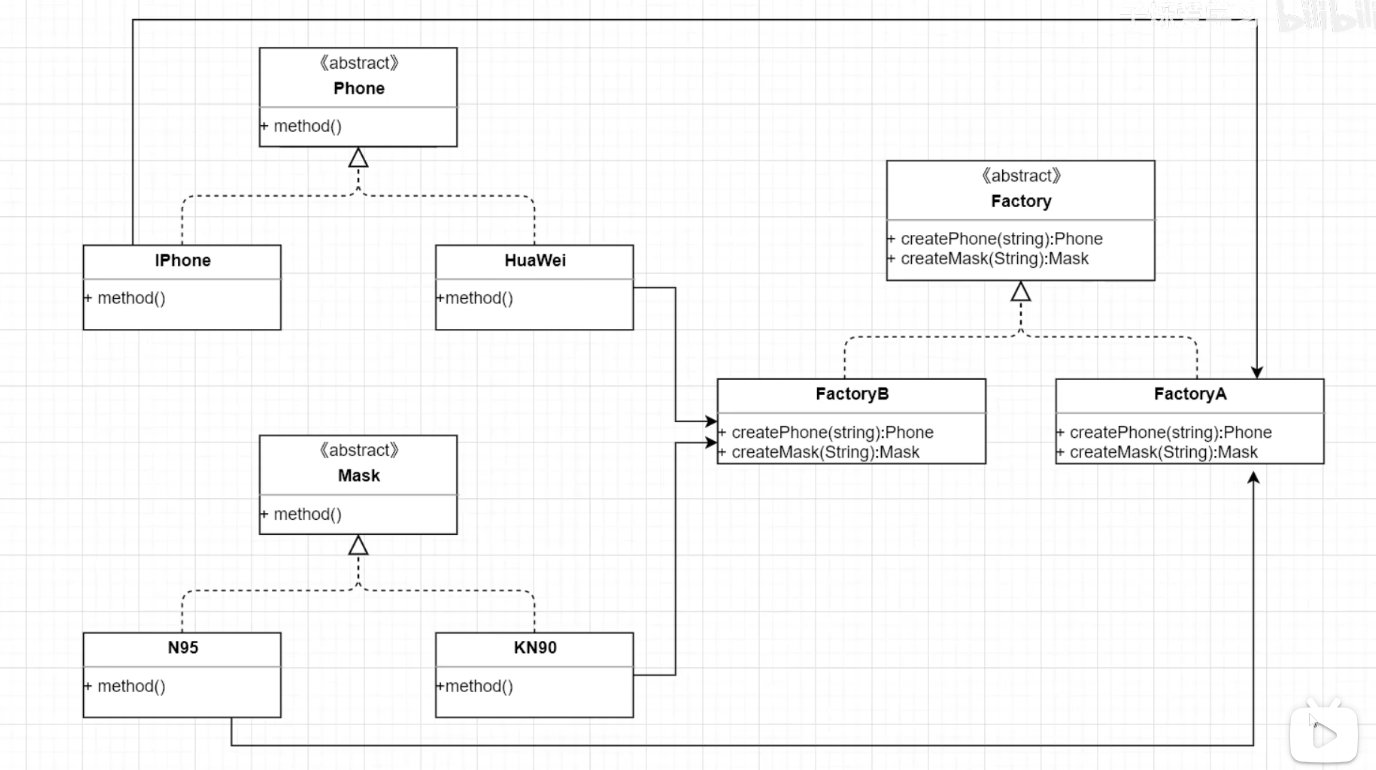 《abstract》
Phone
+ method()
IPhone
+ method()
HuaWei
+method()
《abstract》
Factory
+ createPhone(string):Phone
+ createMask(String):Mask
FactoryB
+ createPhone(string):Phone
+ createMask(String):Mask
FactoryA
+ createPhone(string):Phone
+ createMask(String):Mask
《abstract》
Mask
+ method()
N95
+ method()
KN90
+method()
bilibili